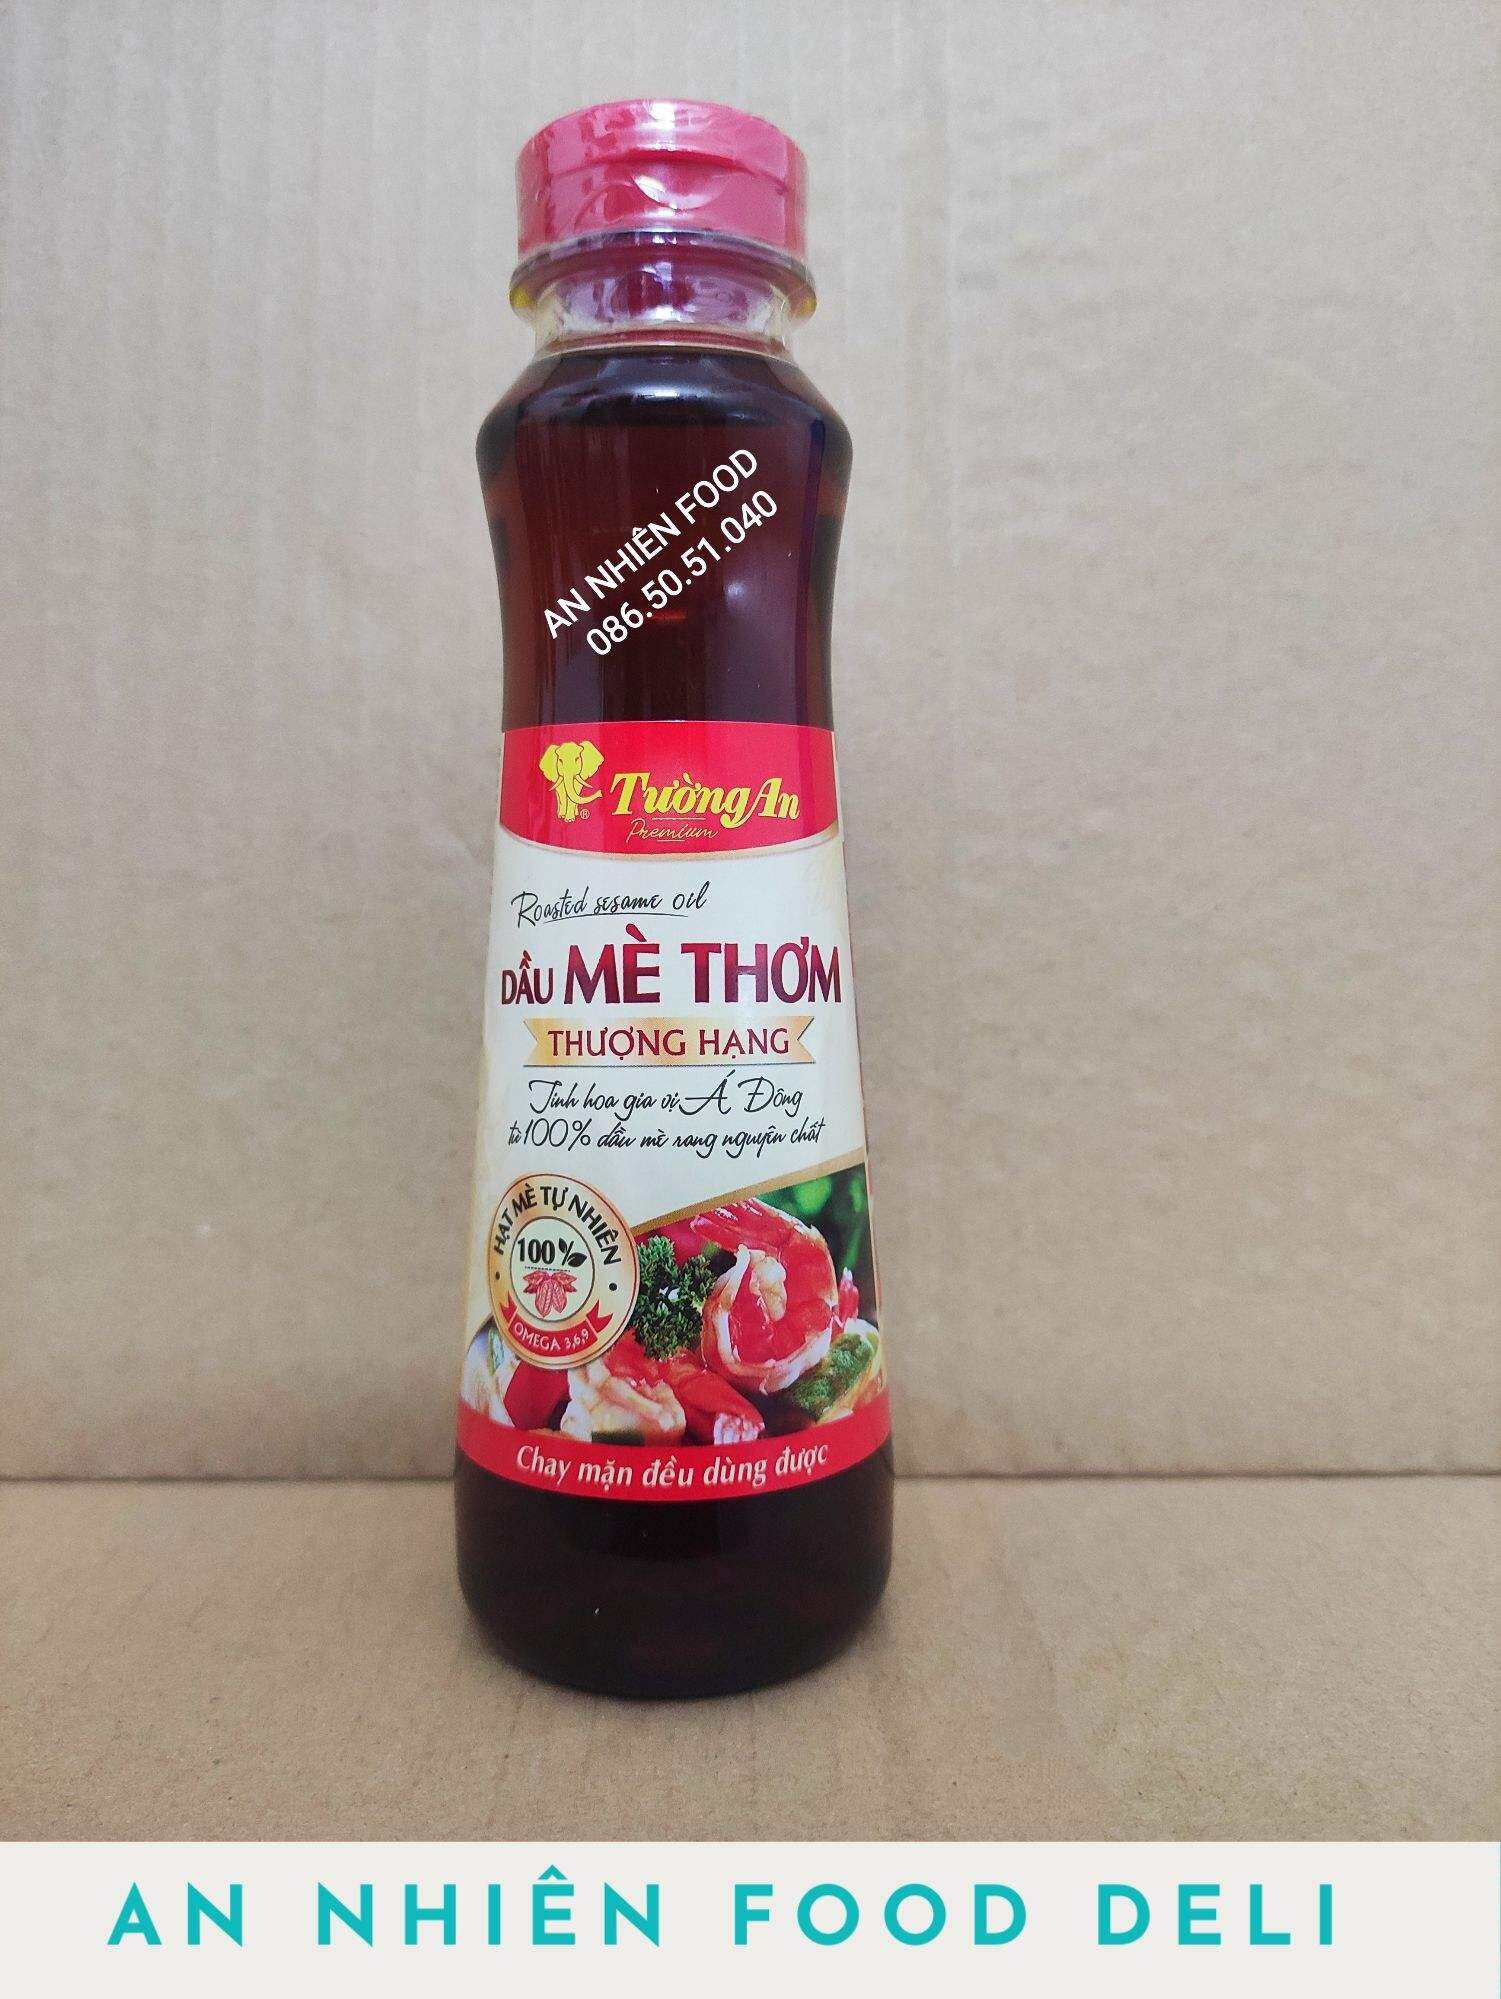 AN NHIÊN FOOD
086.50.51.040
Tường An
®
Premium
Roasted sesame oil
DẦU MÈ THƠM
THƯỢNG HẠNG
Tinh hoa gia vị Á Đông
từ 100% dầu mè rang nguyên chất
HẠT MÈ TỰ NHIÊN
100%
OMEGA 3,6,9
Chay mặn đều dùng được
AN NHIÊN FOOD DELI